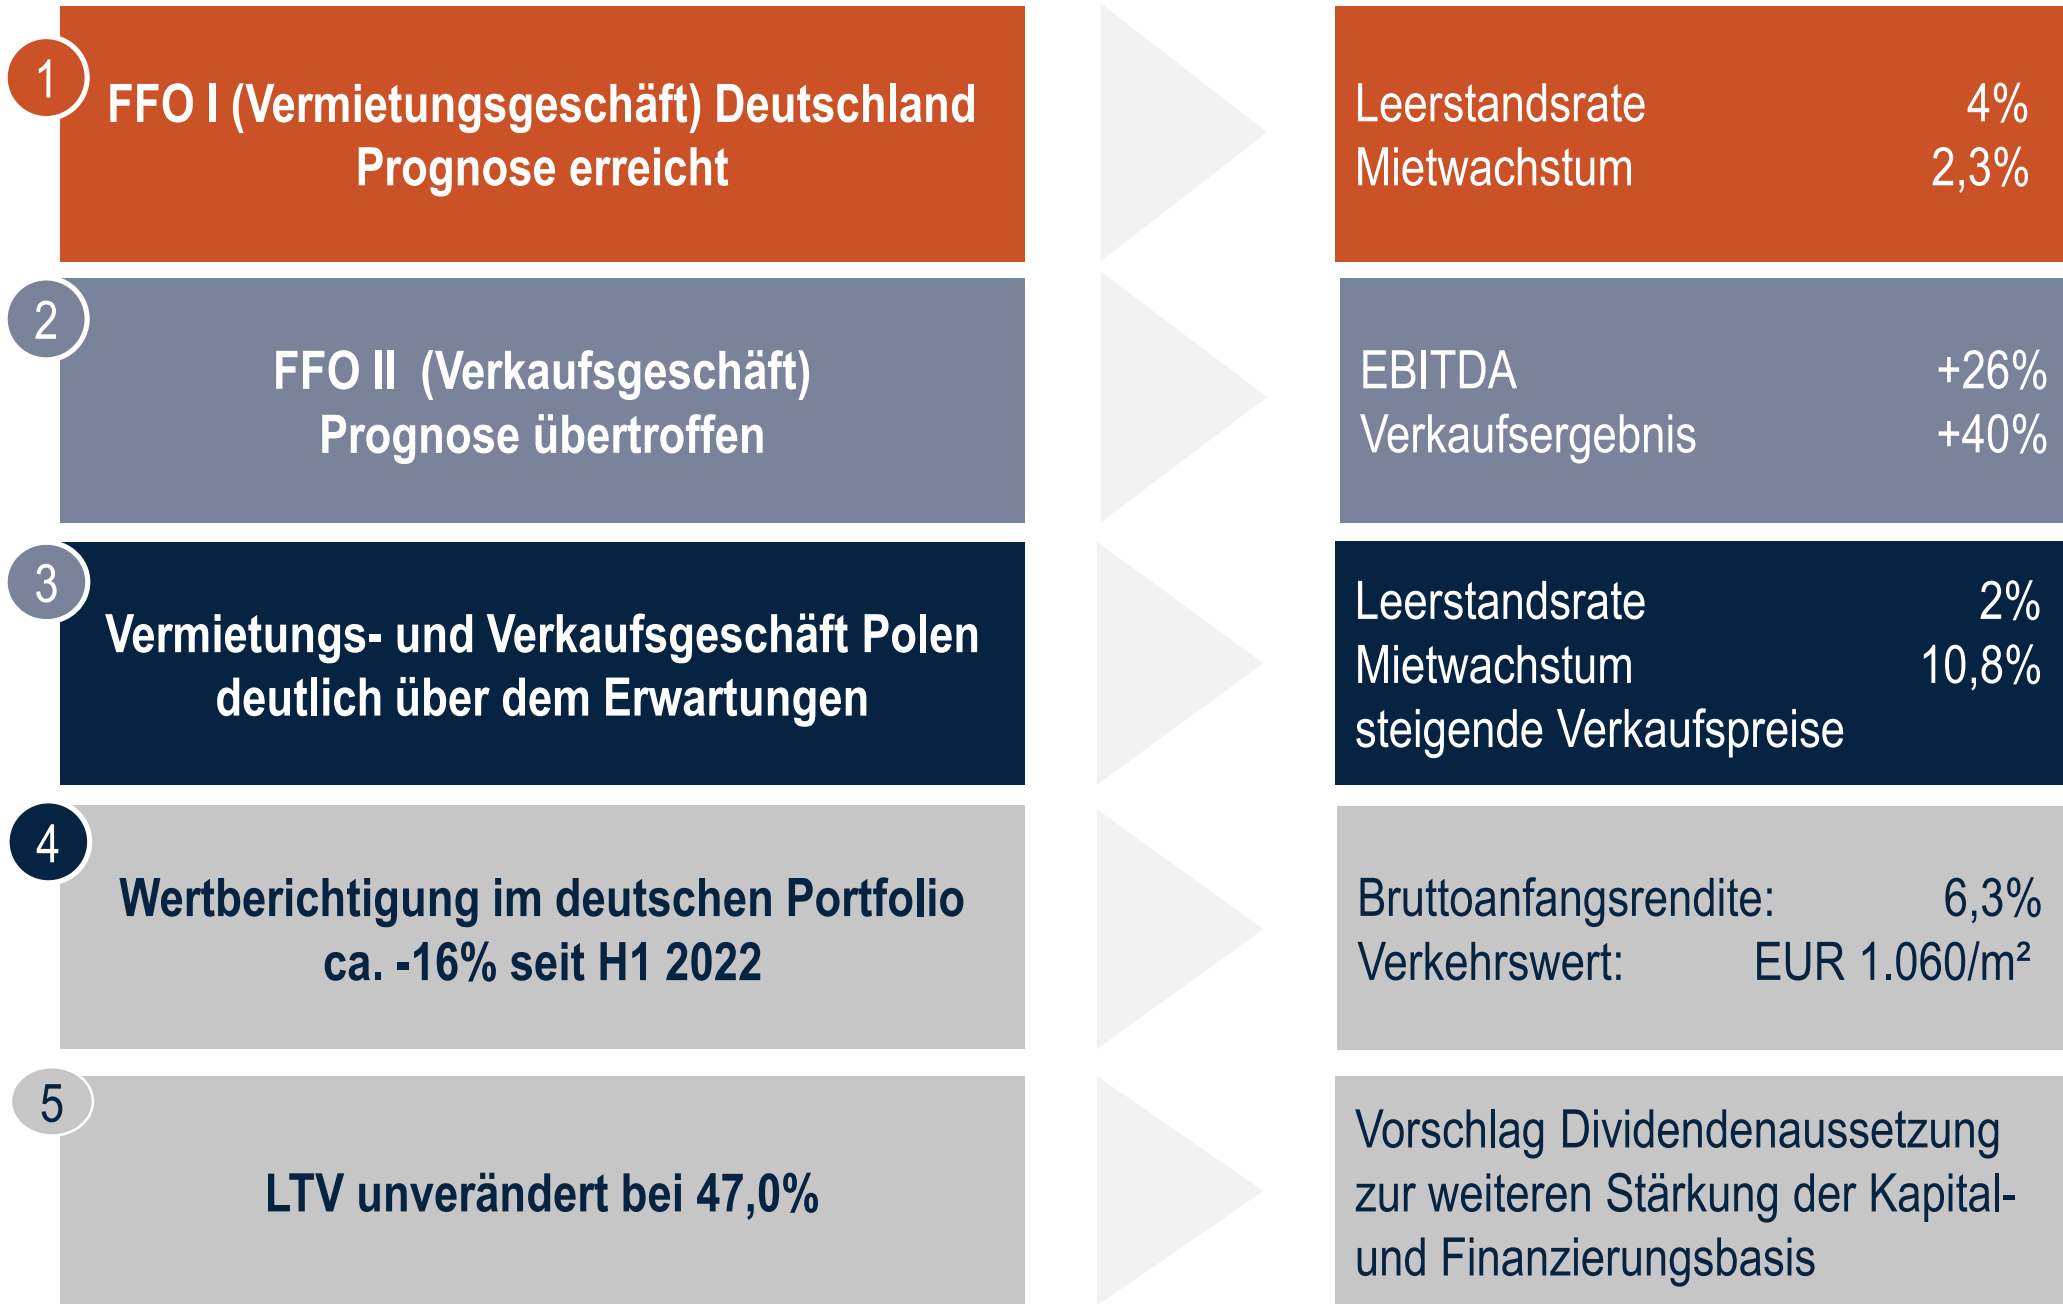 1
FFO I (Vermietungsgeschäft) Deutschland
Prognose erreicht
Leerstandsrate 4%
Mietwachstum 2,3%
2
FFO II (Verkaufsgeschäft)
Prognose übertroffen
EBITDA +26%
Verkaufsergebnis +40%
3
Vermietungs- und Verkaufsgeschäft Polen
deutlich über dem Erwartungen
Leerstandsrate 2%
Mietwachstum 10,8%
steigende Verkaufspreise
4
Wertberichtigung im deutschen Portfolio
ca. -16% seit H1 2022
Bruttoanfangsrendite: 6,3%
Verkehrswert: EUR 1.060/m²
5
LTV unverändert bei 47,0%
Vorschlag Dividendenaussetzung
zur weiteren Stärkung der Kapital-
und Finanzierungsbasis